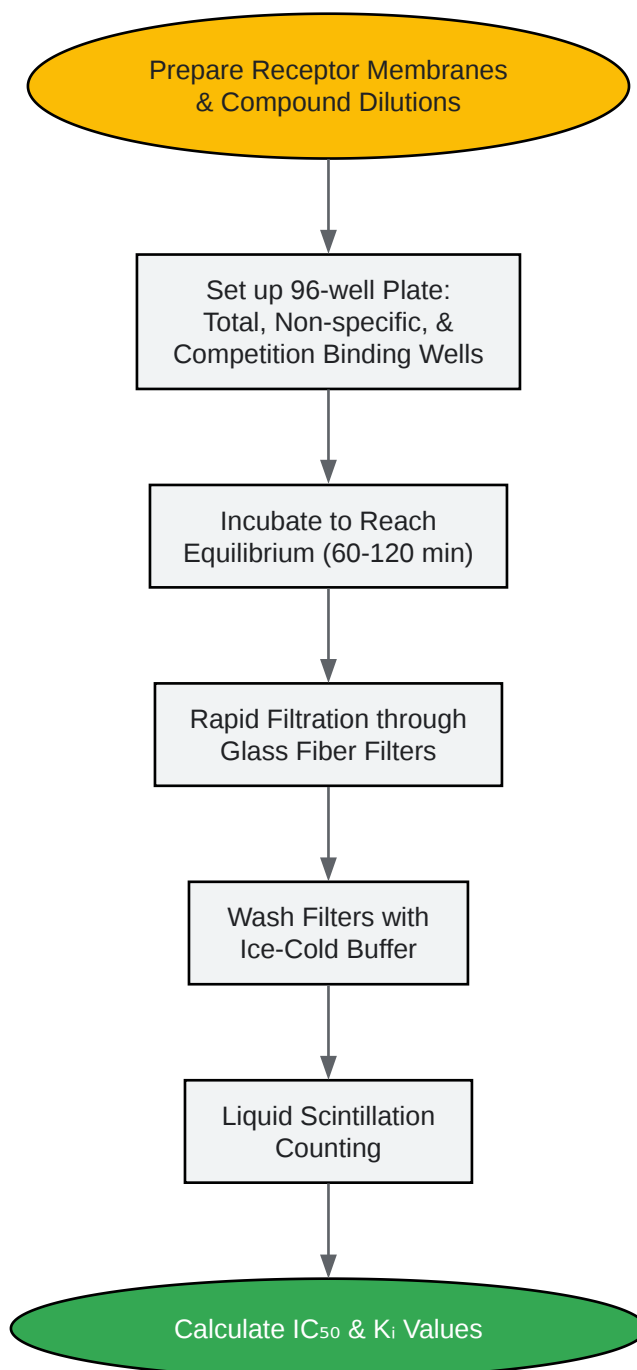 Prepare Receptor Membranes
& Compound Dilutions
Set up 96-well Plate:
Total, Non-specific, &
Competition Binding Wells
Incubate to Reach
Equilibrium (60-120 min)
Rapid Filtration through
Glass Fiber Filters
Wash Filters with
Ice-Cold Buffer
Liquid Scintillation
Counting
Calculate IC₅₀ & Kᵢ Values